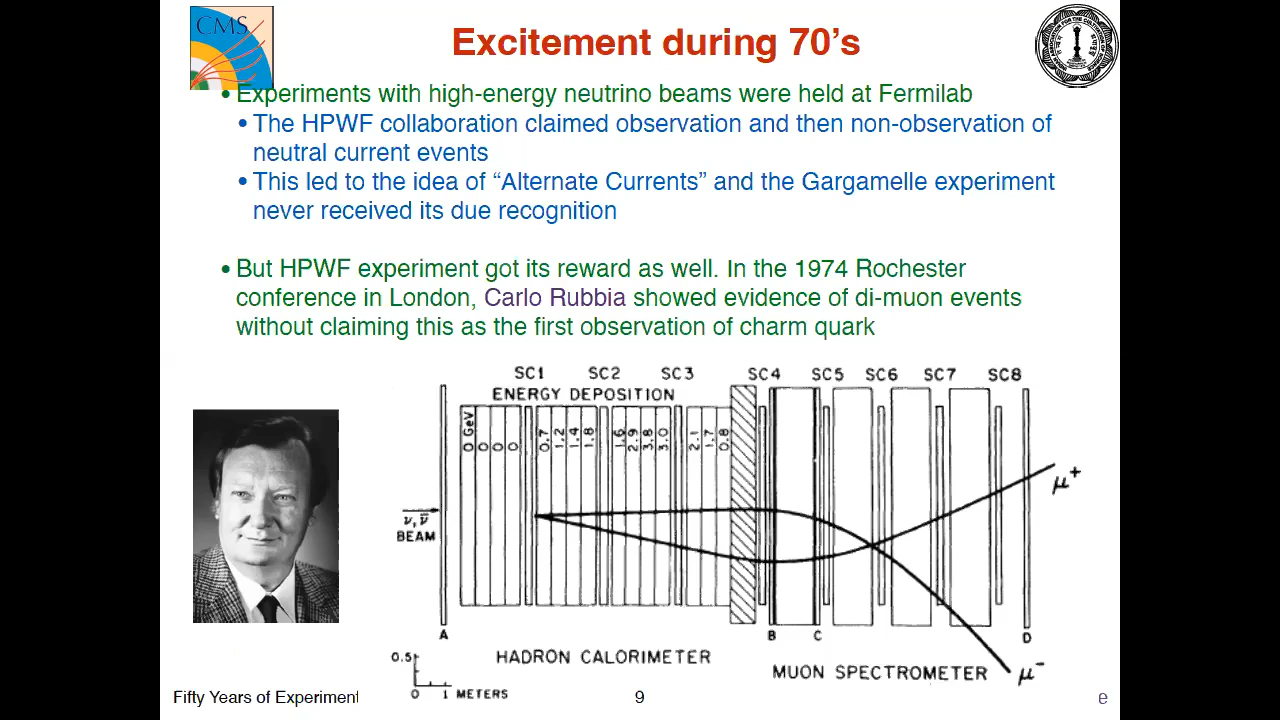 CMS
Excitement during 70's
• Experiments with high-energy neutrino beams were held at Fermilab
• The HPWF collaboration claimed observation and then non-observation of
neutral current events
• This led to the idea of “Alternate Currents” and the Gargamelle experiment
never received its due recognition
• But HPWF experiment got its reward as well. In the 1974 Rochester
conference in London, Carlo Rubbia showed evidence of di-muon events
without claiming this as the first observation of charm quark
SC1 SC2 SC3 SC4 SC5 SC6 SC7 SC8
ENERGY DEPOSITION
0 GeV 0 0 0 0.7 1.2 1.4 1.8 1.6 2.9 3.8 3.0 2.1 1.7 0.8
μ+
ν, ν̄
BEAM
A B C D
HADRON CALORIMETER
MUON SPECTROMETER
μ-
0.5
0 1 METERS
Fifty Years of Experiment
9
e